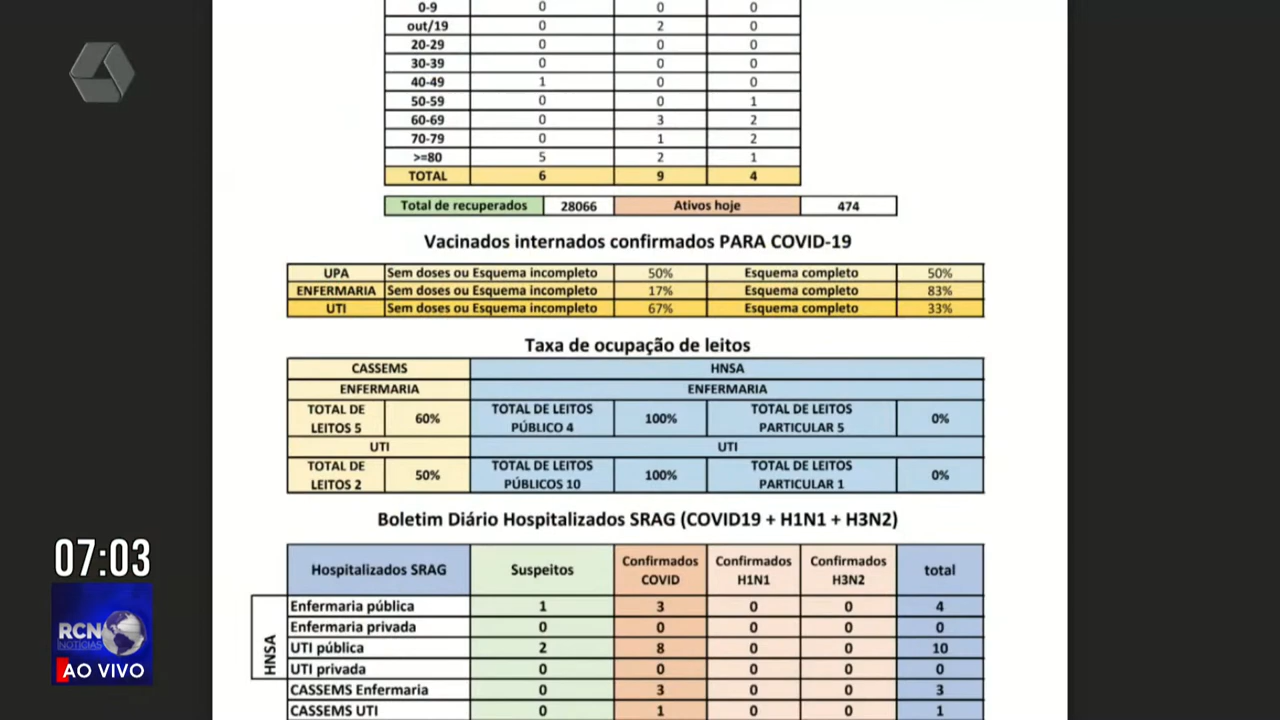 0-9 0 0 0
out/19 0 2 0
20-29 0 0 0
30-39 0 0 0
40-49 1 0 0
50-59 0 0 1
60-69 0 3 2
70-79 0 1 2
>=80 5 2 1
TOTAL 6 9 4
Total de recuperados 28066 Ativos hoje 474
Vacinados internados confirmados PARA COVID-19
UPA Sem doses ou Esquema incompleto 50% Esquema completo 50%
ENFERMARIA Sem doses ou Esquema incompleto 17% Esquema completo 83%
UTI Sem doses ou Esquema incompleto 67% Esquema completo 33%
Taxa de ocupação de leitos
CASSEMS HNSA
ENFERMARIA ENFERMARIA
TOTAL DE LEITOS 5 60% TOTAL DE LEITOS PÚBLICO 4 100% TOTAL DE LEITOS PARTICULAR 5 0%
UTI UTI
TOTAL DE LEITOS 2 50% TOTAL DE LEITOS PÚBLICOS 10 100% TOTAL DE LEITOS PARTICULAR 1 0%
Boletim Diário Hospitalizados SRAG (COVID19 + H1N1 + H3N2)
Hospitalizados SRAG Suspeitos Confirmados COVID Confirmados H1N1 Confirmados H3N2 total
HNSA
Enfermaria pública 1 3 0 0 4
Enfermaria privada 0 0 0 0 0
UTI pública 2 8 0 0 10
UTI privada 0 0 0 0 0
CASSEMS Enfermaria 0 3 0 0 3
CASSEMS UTI 0 1 0 0 1
07:03
RCN
NOTÍCIAS
AO VIVO